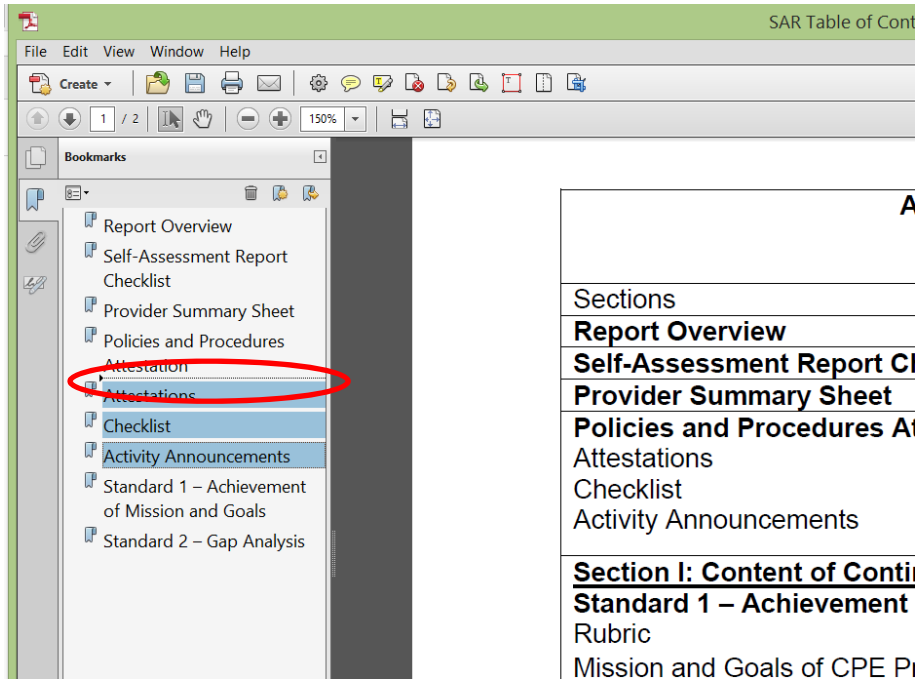 SAR Table of Cont
File Edit View Window Help
Create
1 / 2 150%
Bookmarks
Report Overview
Self-Assessment Report
Checklist
Provider Summary Sheet
Policies and Procedures
Attestation
Attestations
Checklist
Activity Announcements
Standard 1 – Achievement
of Mission and Goals
Standard 2 – Gap Analysis
A
Sections
Report Overview
Self-Assessment Report Ch
Provider Summary Sheet
Policies and Procedures At
Attestations
Checklist
Activity Announcements
Section I: Content of Contin
Standard 1 – Achievement
Rubric
Mission and Goals of CPE Pr